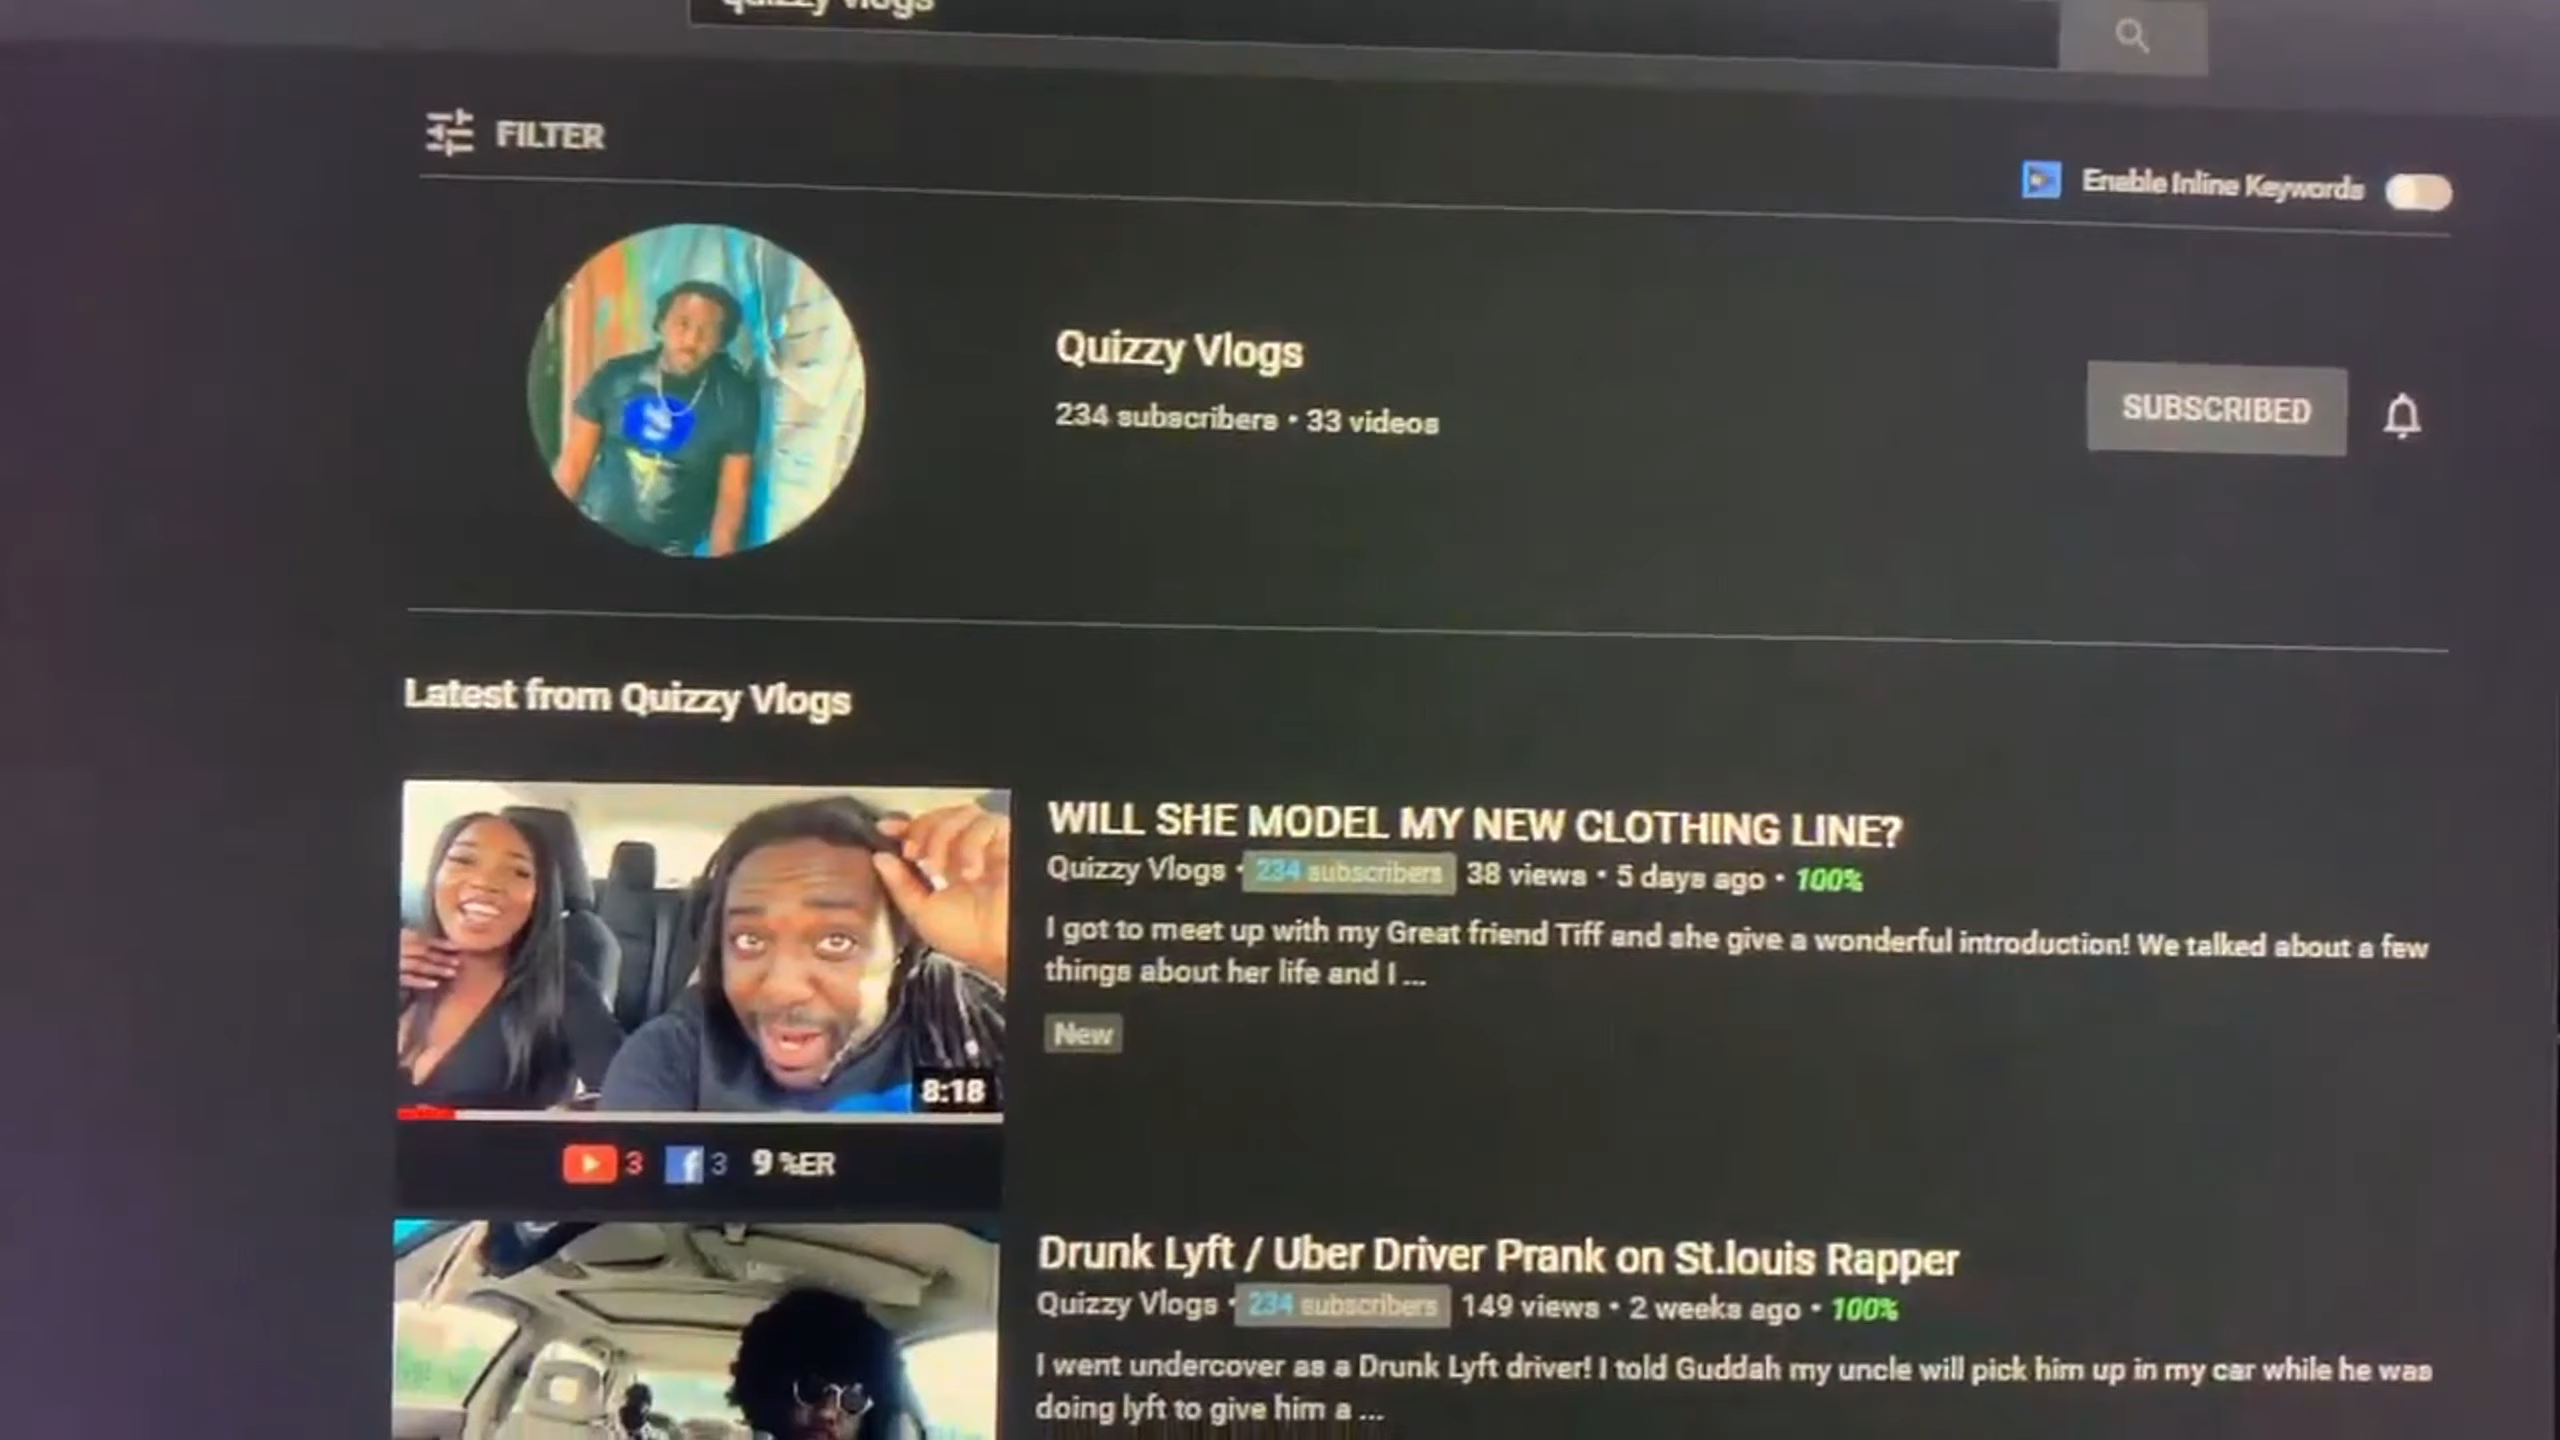 quizzy vlogs
FILTER
Enable Inline Keywords
Quizzy Vlogs
234 subscribers • 33 videos
SUBSCRIBED
Latest from Quizzy Vlogs
WILL SHE MODEL MY NEW CLOTHING LINE?
Quizzy Vlogs • 234 subscribers 38 views • 5 days ago • 100%
I got to meet up with my Great friend Tiff and she give a wonderful introduction! We talked about a few
things about her life and I ...
New
8:18
3 f 3 9 %ER
Drunk Lyft / Uber Driver Prank on St.louis Rapper
Quizzy Vlogs • 234 subscribers 149 views • 2 weeks ago • 100%
I went undercover as a Drunk Lyft driver! I told Guddah my uncle will pick him up in my car while he was
doing lyft to give him a ...